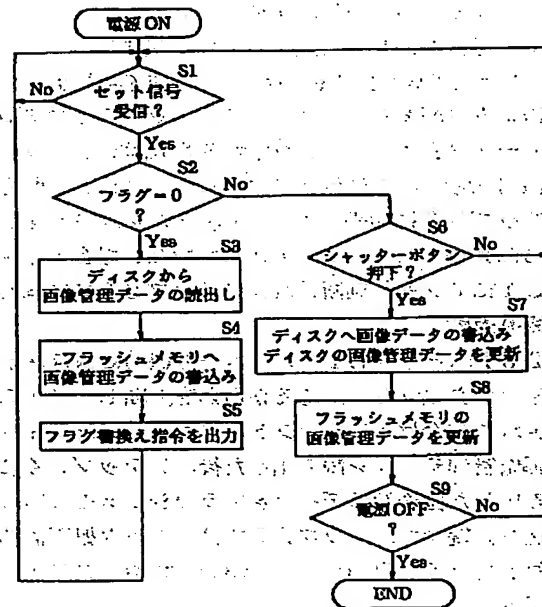 電源 ON
S1
No
セット信号
受信?
Yes
S2
フラグ=0
?
No
Yes
S3
ディスクから
画像管理データの読出し
S4
フラッシュメモリへ
画像管理データの書込み
S5
フラグ書換え指令を出力
S6
シャッターボタン
押下?
No
Yes
S7
ディスクへ画像データの書込み
ディスクの画像管理データを更新
S8
フラッシュメモリの
画像管理データを更新
S9
電源OFF
?
No
Yes
END